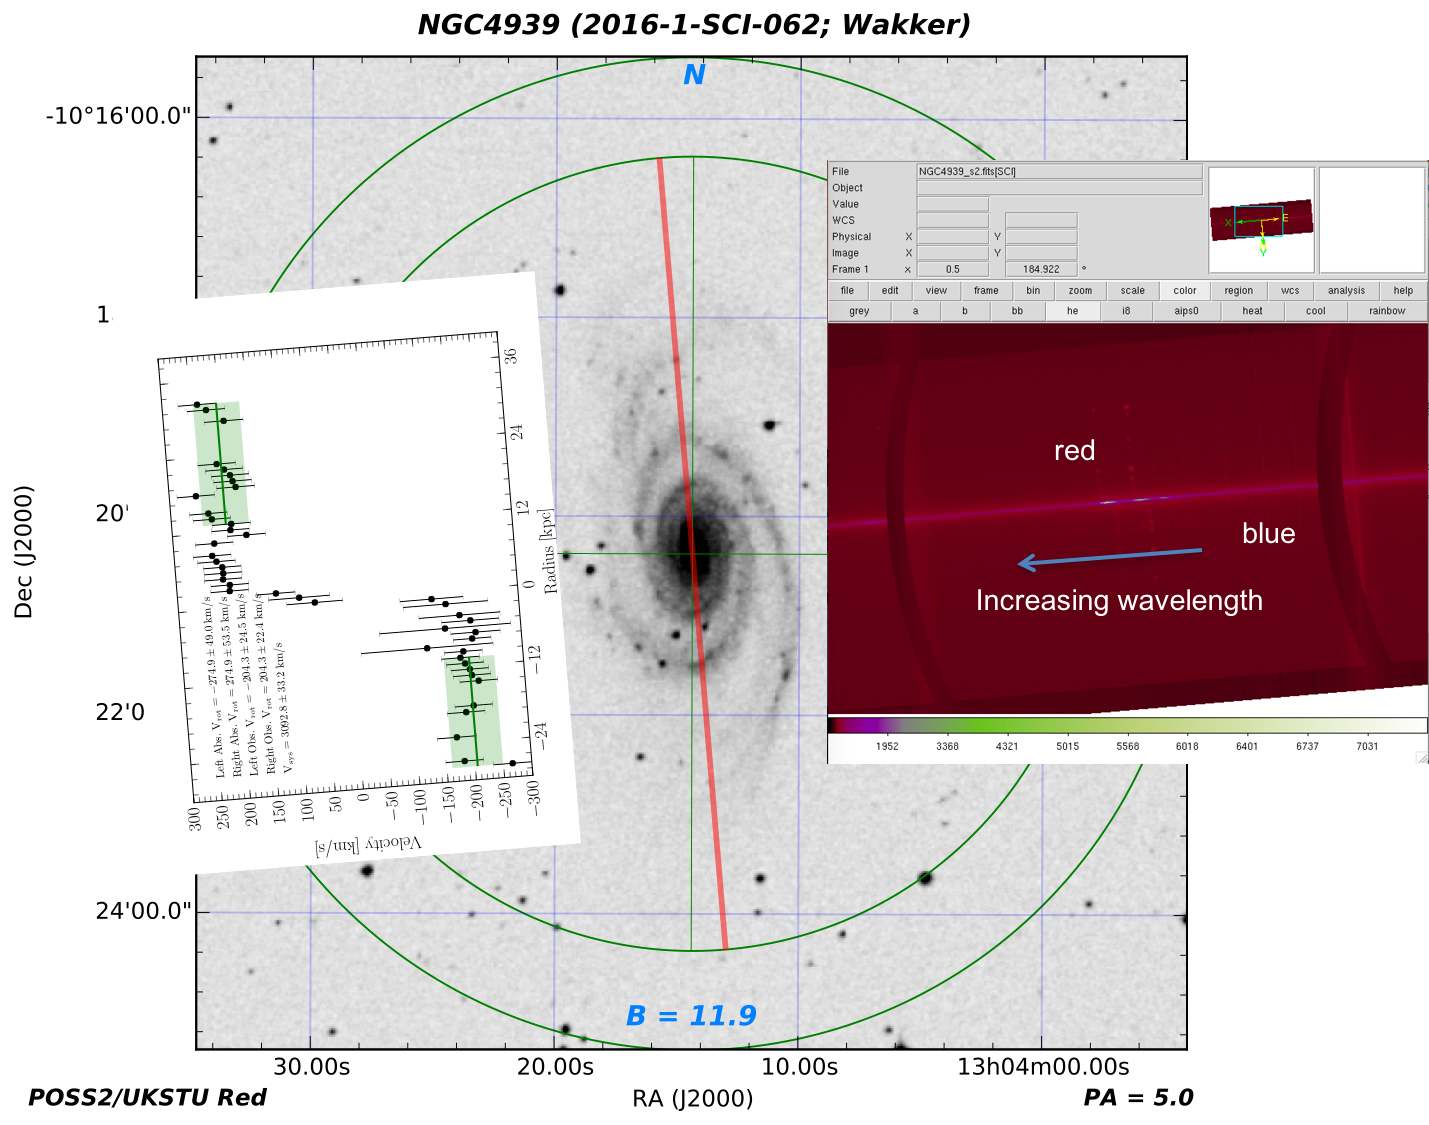 NGC4939 (2016-1-SCI-062; Wakker)
N
-10°16'00.0"
1
20'
22'0
24'00.0"
Dec (J2000)
File NGC4939_s2.fits[SCI]
Object
Value
WCS
Physical X Y
Image X Y
Frame 1 x 0.5 184.922 °
X E Y
file edit view frame bin zoom scale color region wcs analysis help
grey a b bb he i8 aips0 heat cool rainbow
red
blue
Increasing wavelength
1952 3368 4321 5015 5568 6018 6401 6737 7031
36
24
12
0
−12
−24
Radius [kpc]
Left Abs. Vrot = −274.9 ± 49.0 km/s
Right Abs. Vrot = 274.9 ± 53.5 km/s
Left Obs. Vrot = −204.3 ± 24.5 km/s
Right Obs. Vrot = 204.3 ± 22.4 km/s
Vsys = 3092.8 ± 33.2 km/s
300 250 200 150 100 50 0 −50 −100 −150 −200 −250 −300
Velocity [km/s]
B = 11.9
30.00s 20.00s 10.00s 13h04m00.00s
RA (J2000)
POSS2/UKSTU Red
PA = 5.0